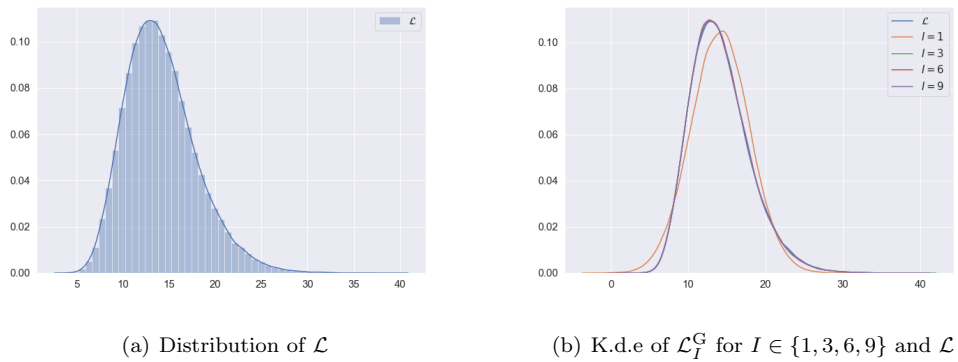 ℒ
0.10
0.08
0.06
0.04
0.02
0.00
5 10 15 20 25 30 35 40
ℒ
I = 1
I = 3
I = 6
I = 9
0.10
0.08
0.06
0.04
0.02
0.00
0 10 20 30 40
(a) Distribution of ℒ
(b) K.d.e of ℒ_I^G for I ∈ {1, 3, 6, 9} and ℒ